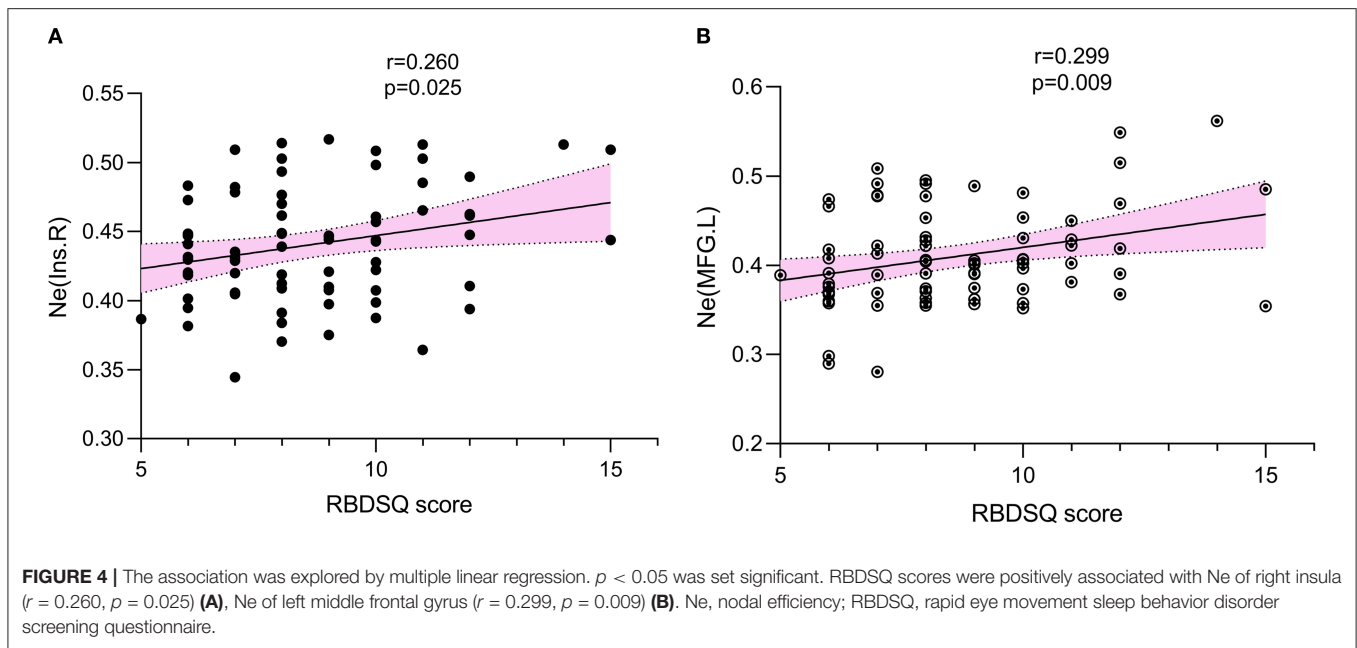 A
r=0.260
p=0.025
0.55
0.50
0.45
0.40
0.35
0.30
Ne(Ins.R)
5
10
15
RBDSQ score
B
r=0.299
p=0.009
0.6
0.5
0.4
0.3
0.2
Ne(MFG.L)
5
10
15
RBDSQ score
FIGURE 4 | The association was explored by multiple linear regression. p < 0.05 was set significant. RBDSQ scores were positively associated with Ne of right insula
(r = 0.260, p = 0.025) (A), Ne of left middle frontal gyrus (r = 0.299, p = 0.009) (B). Ne, nodal efficiency; RBDSQ, rapid eye movement sleep behavior disorder
screening questionnaire.